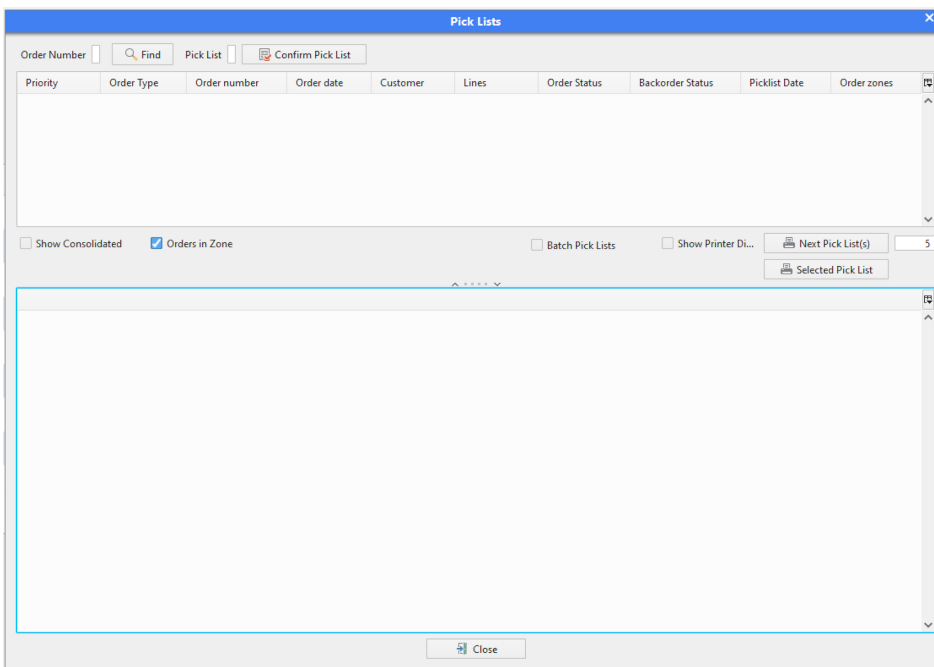 Pick Lists
Order Number Find Pick List Confirm Pick List
Priority Order Type Order number Order date Customer Lines Order Status Backorder Status Picklist Date Order zones
Show Consolidated Orders in Zone Batch Pick Lists Show Printer Di... Next Pick List(s) 5
Selected Pick List
Close